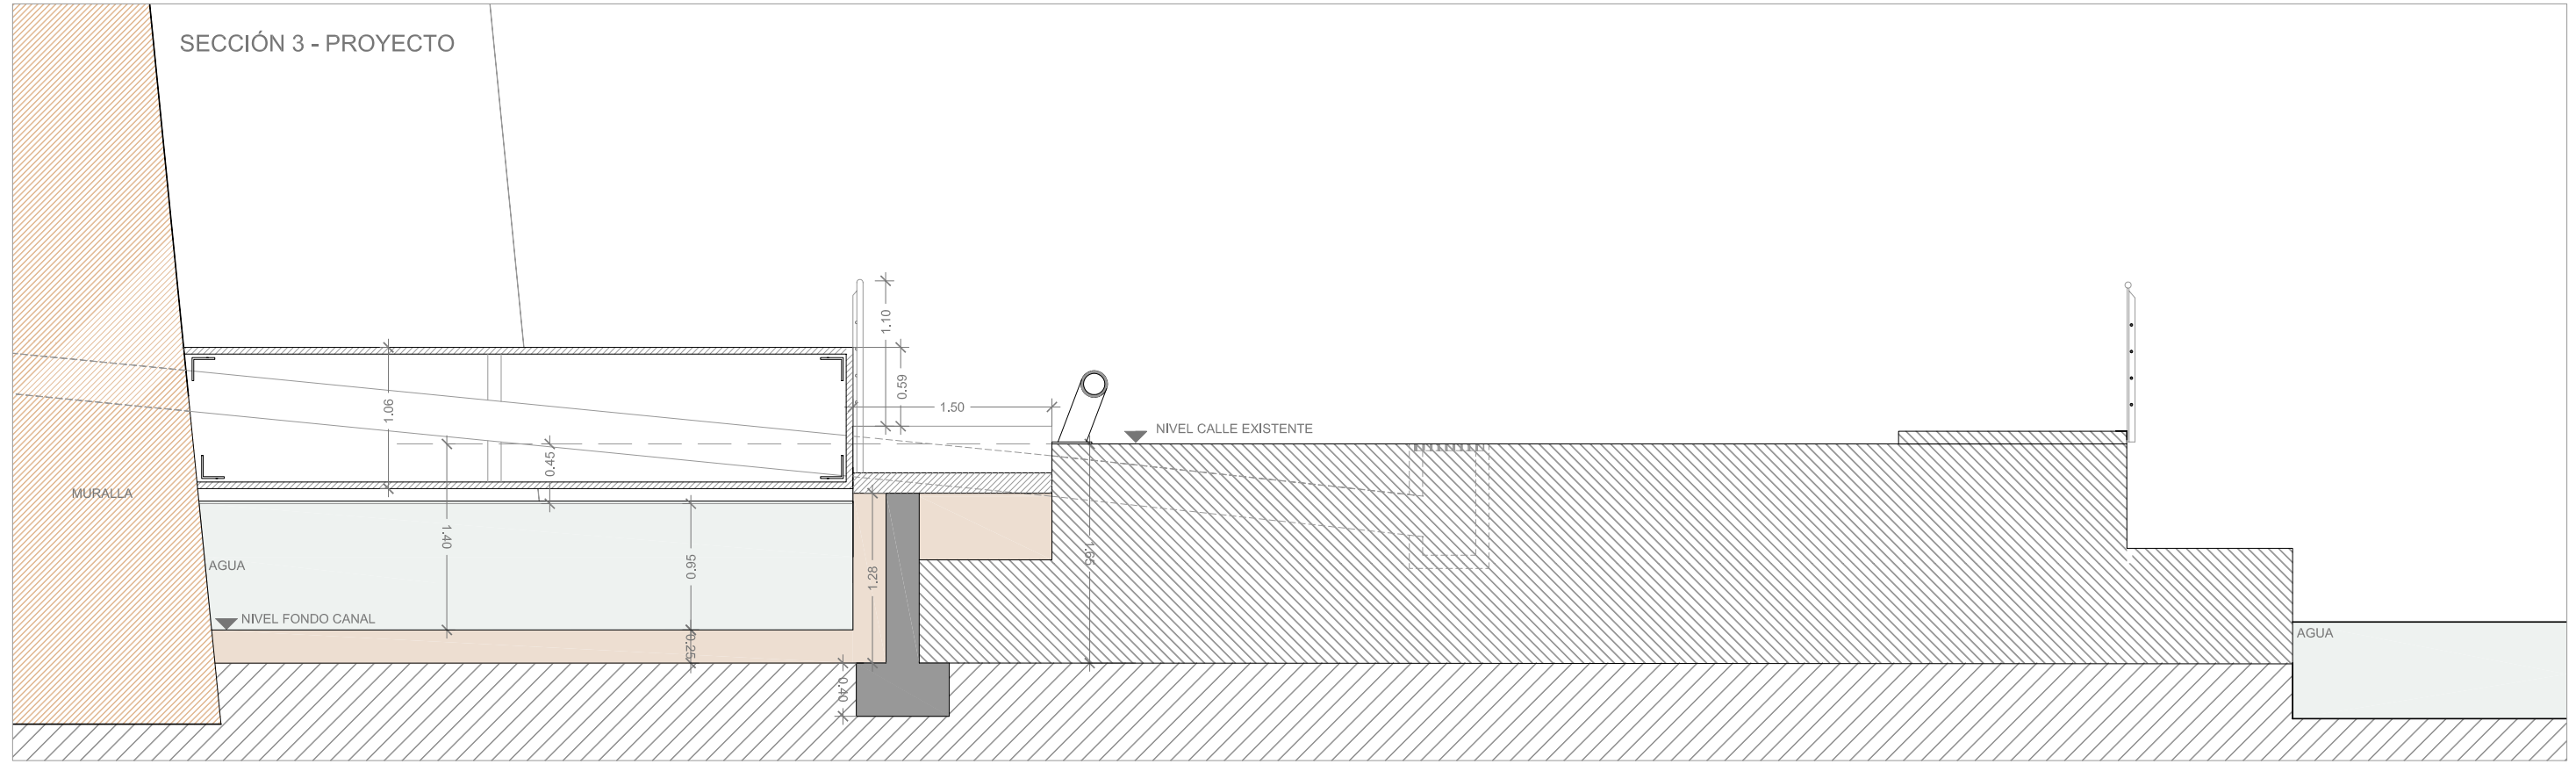 SECCIÓN 3 - PROYECTO
1.10
0.59
1.06
1.50
NIVEL CALLE EXISTENTE
0.45
MURALLA
1.40
1.65
0.95
AGUA
1.28
NIVEL FONDO CANAL
0.25
AGUA
0.40